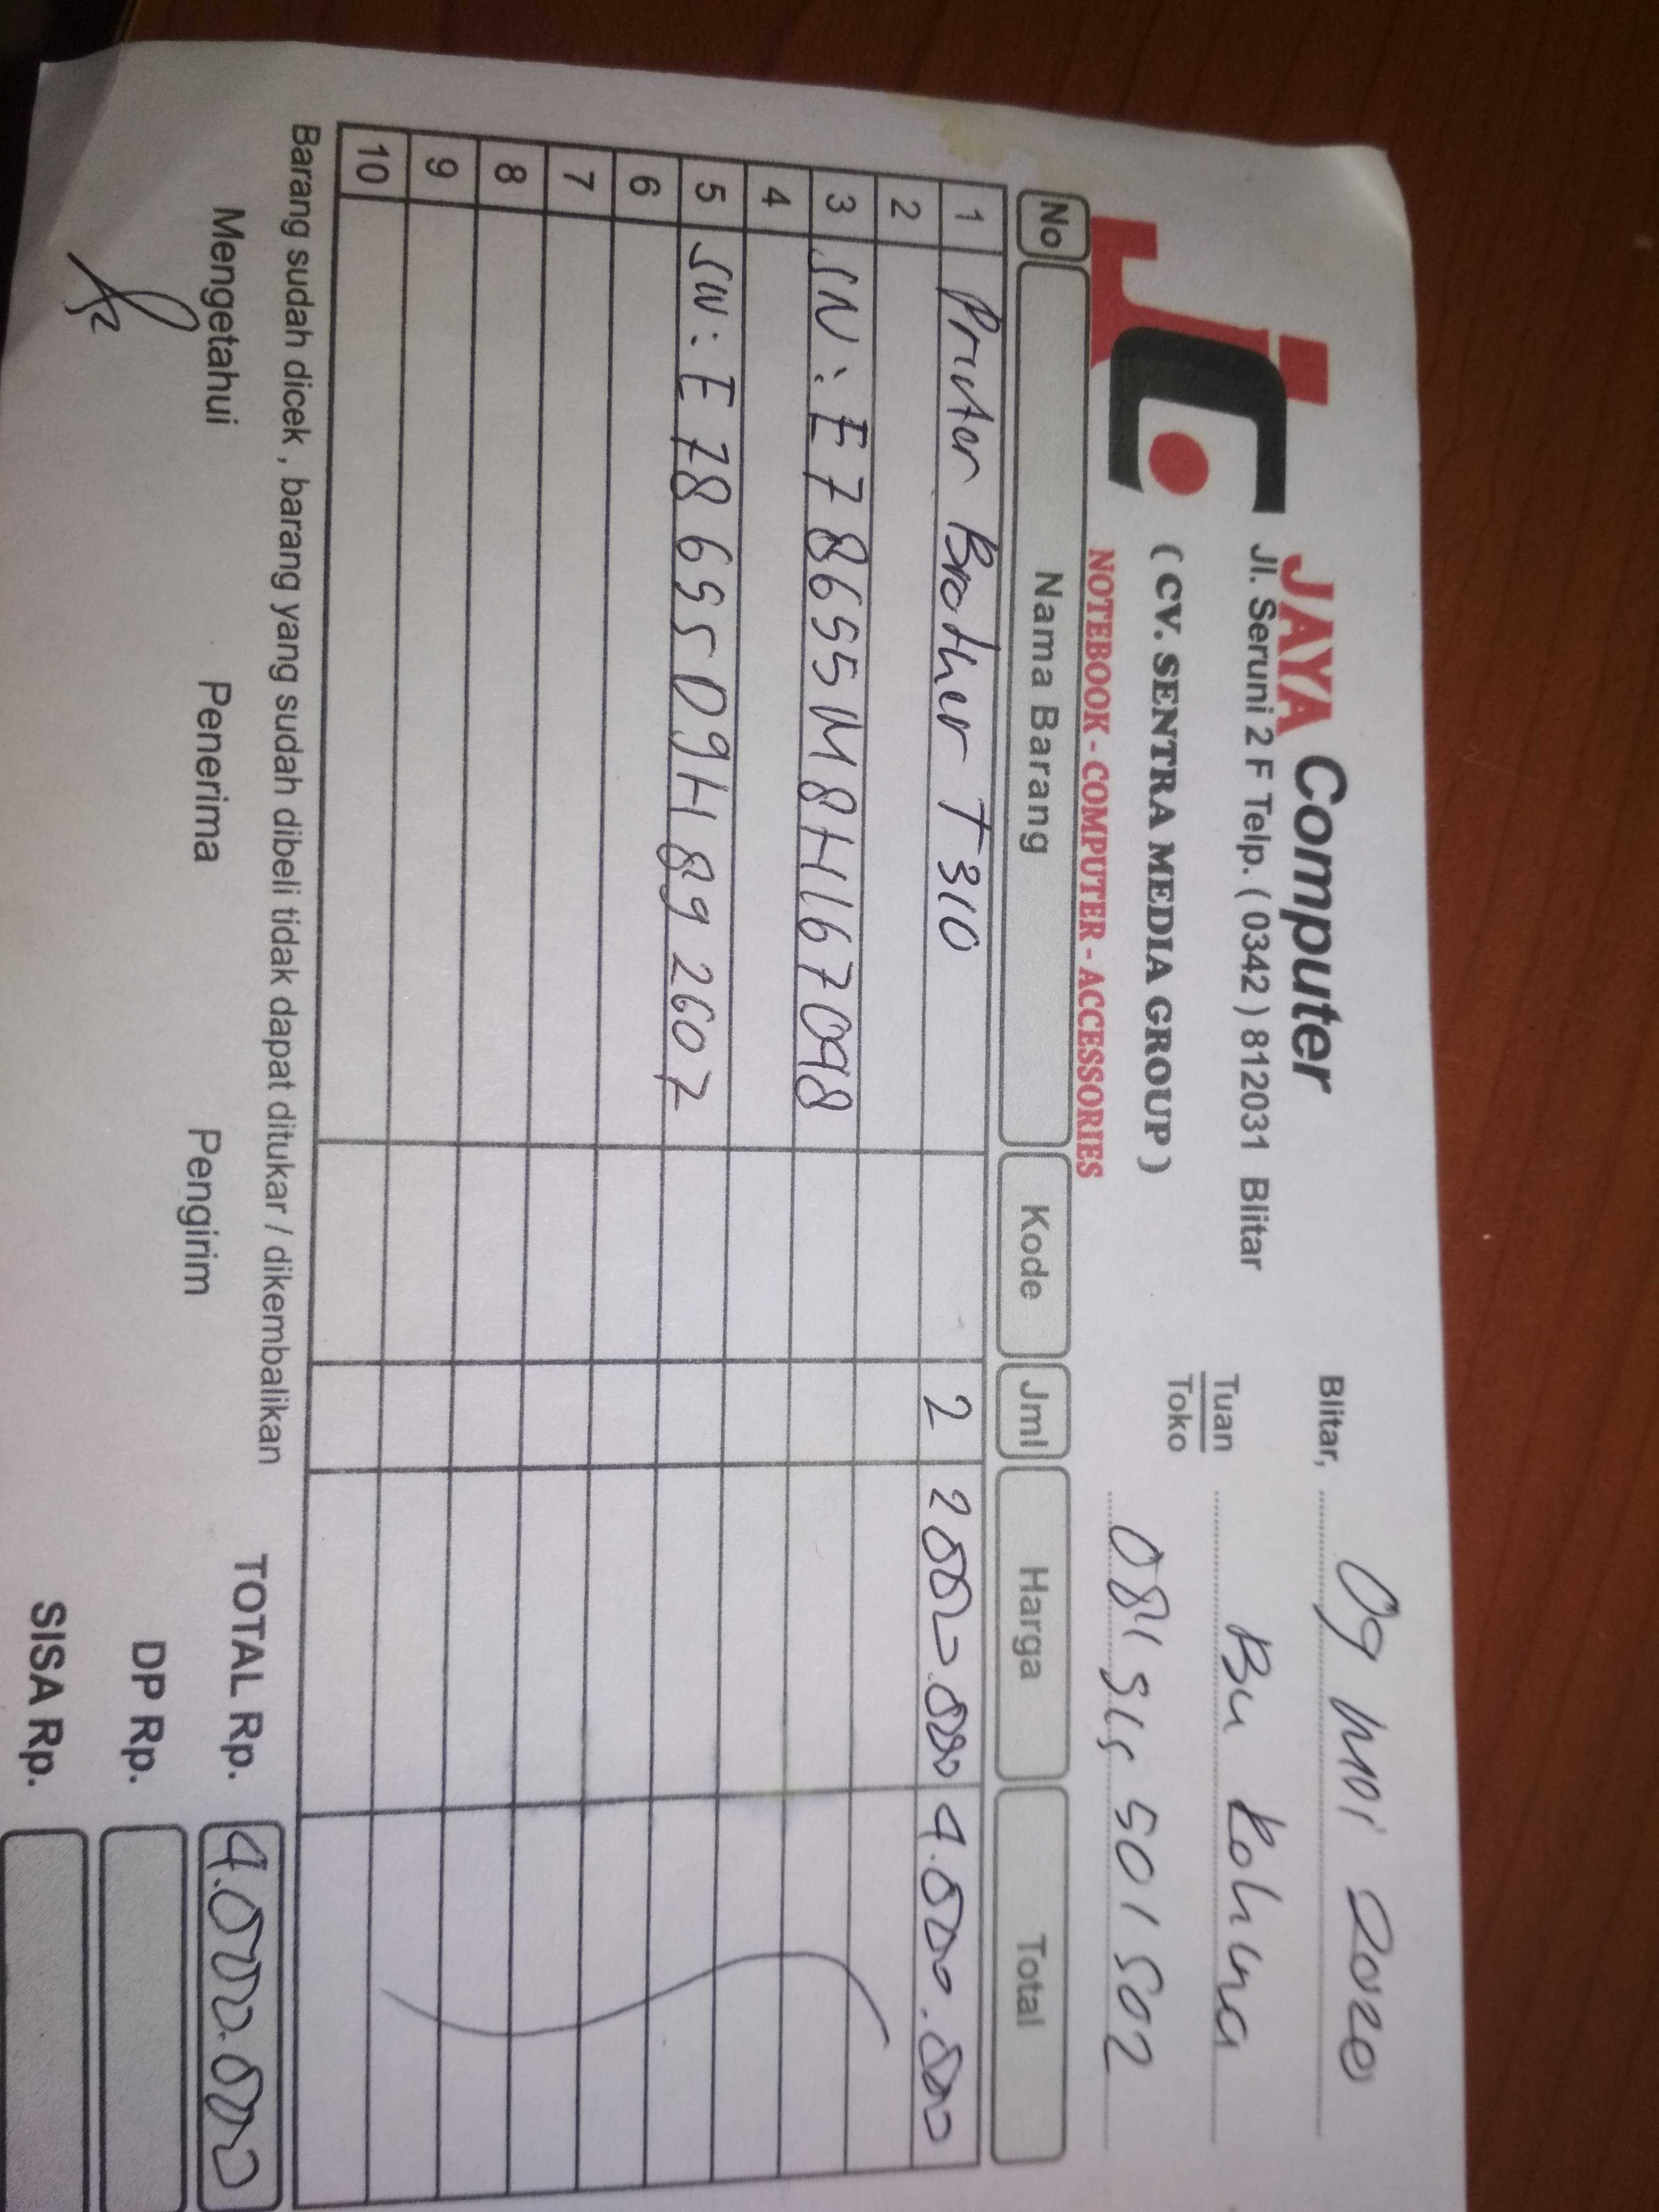 JC JAYA Computer
Jl. Seruni 2 F Telp. ( 0342 ) 812031 Blitar
( CV. SENTRA MEDIA GROUP )
NOTEBOOK - COMPUTER - ACCESSORIES
Blitar, 09 Mei 2020
Tuan Bu Rohma
Toko 081 515 501 502
No Nama Barang Kode Jml Harga Total
1 Printer Brother T310 2 2000.000 4.000.000
2
3 SN: E78655M8H167098
4
5 SN: E78655D9H892607
6
7
8
9
10
Barang sudah dicek , barang yang sudah dibeli tidak dapat ditukar / dikembalikan
Mengetahui Penerima Pengirim
TOTAL Rp. 4.000.000
DP Rp.
SISA Rp.